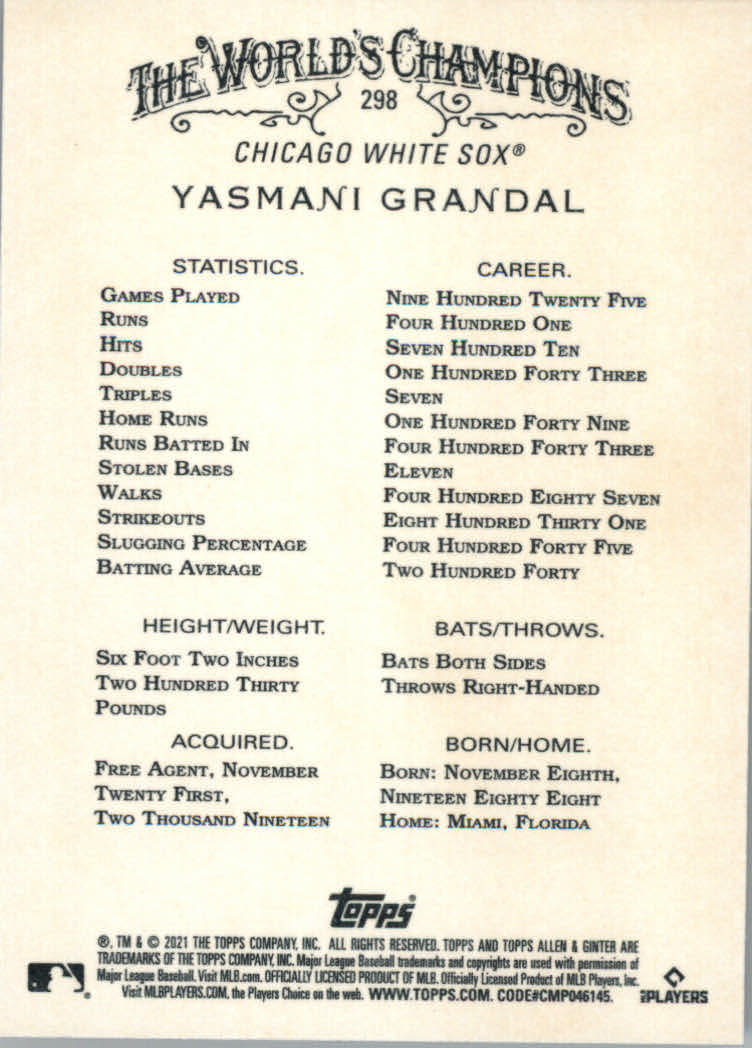 THE WORLD'S CHAMPIONS
298
CHICAGO WHITE SOX®
YASMANI GRANDAL
STATISTICS.
GAMES PLAYED
RUNS
HITS
DOUBLES
TRIPLES
HOME RUNS
RUNS BATTED IN
STOLEN BASES
WALKS
STRIKEOUTS
SLUGGING PERCENTAGE
BATTING AVERAGE
CAREER.
NINE HUNDRED TWENTY FIVE
FOUR HUNDRED ONE
SEVEN HUNDRED TEN
ONE HUNDRED FORTY THREE
SEVEN
ONE HUNDRED FORTY NINE
FOUR HUNDRED FORTY THREE
ELEVEN
FOUR HUNDRED EIGHTY SEVEN
EIGHT HUNDRED THIRTY ONE
FOUR HUNDRED FORTY FIVE
TWO HUNDRED FORTY
HEIGHT/WEIGHT.
SIX FOOT TWO INCHES
TWO HUNDRED THIRTY
POUNDS
BATS/THROWS.
BATS BOTH SIDES
THROWS RIGHT-HANDED
ACQUIRED.
FREE AGENT, NOVEMBER
TWENTY FIRST,
TWO THOUSAND NINETEEN
BORN/HOME.
BORN: NOVEMBER EIGHTH,
NINETEEN EIGHTY EIGHT
HOME: MIAMI, FLORIDA
topps®
®, TM & © 2021 THE TOPPS COMPANY, INC. ALL RIGHTS RESERVED. TOPPS AND TOPPS ALLEN & GINTER ARE
TRADEMARKS OF THE TOPPS COMPANY, INC. Major League Baseball trademarks and copyrights are used with permission of
Major League Baseball. Visit MLB.com. OFFICIALLY LICENSED PRODUCT OF MLB. Officially Licensed Product of MLB Players, Inc.
Visit MLBPLAYERS.COM, the Players Choice on the web. WWW.TOPPS.COM. CODE#CMP046145.
PLAYERS